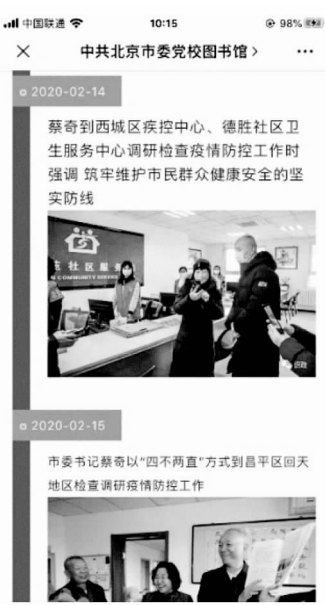 中国联通
10:15
98%
中共北京市委党校图书馆
2020-02-14
蔡奇到西城区疾控中心、德胜社区卫
生服务中心调研检查疫情防控工作时
强调 筑牢维护市民群众健康安全的坚
实防线
社区服
COMMUNITY
2020-02-15
市委书记蔡奇以“四不两直”方式到昌平区回天
地区检查调研疫情防控工作